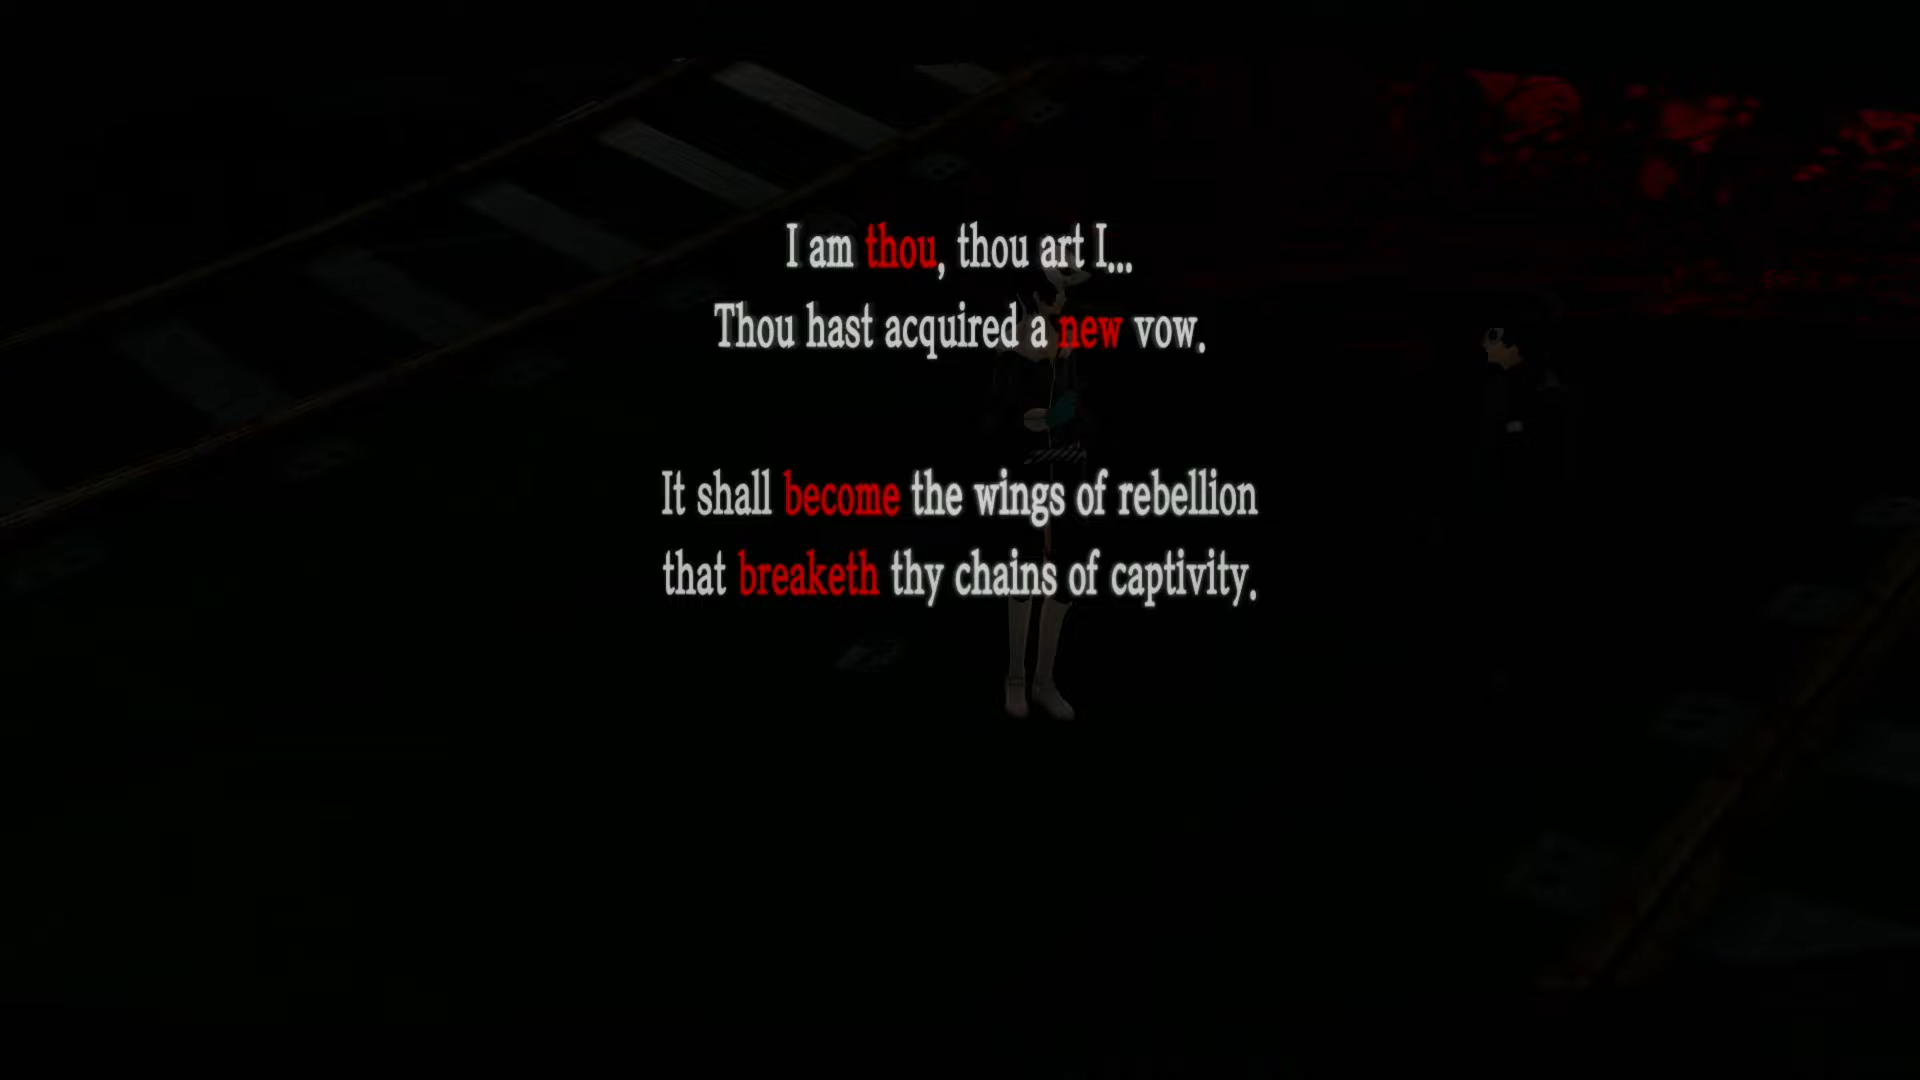 I am thou, thou art I...
Thou hast acquired a new vow.
It shall become the wings of rebellion
that breaketh thy chains of captivity.